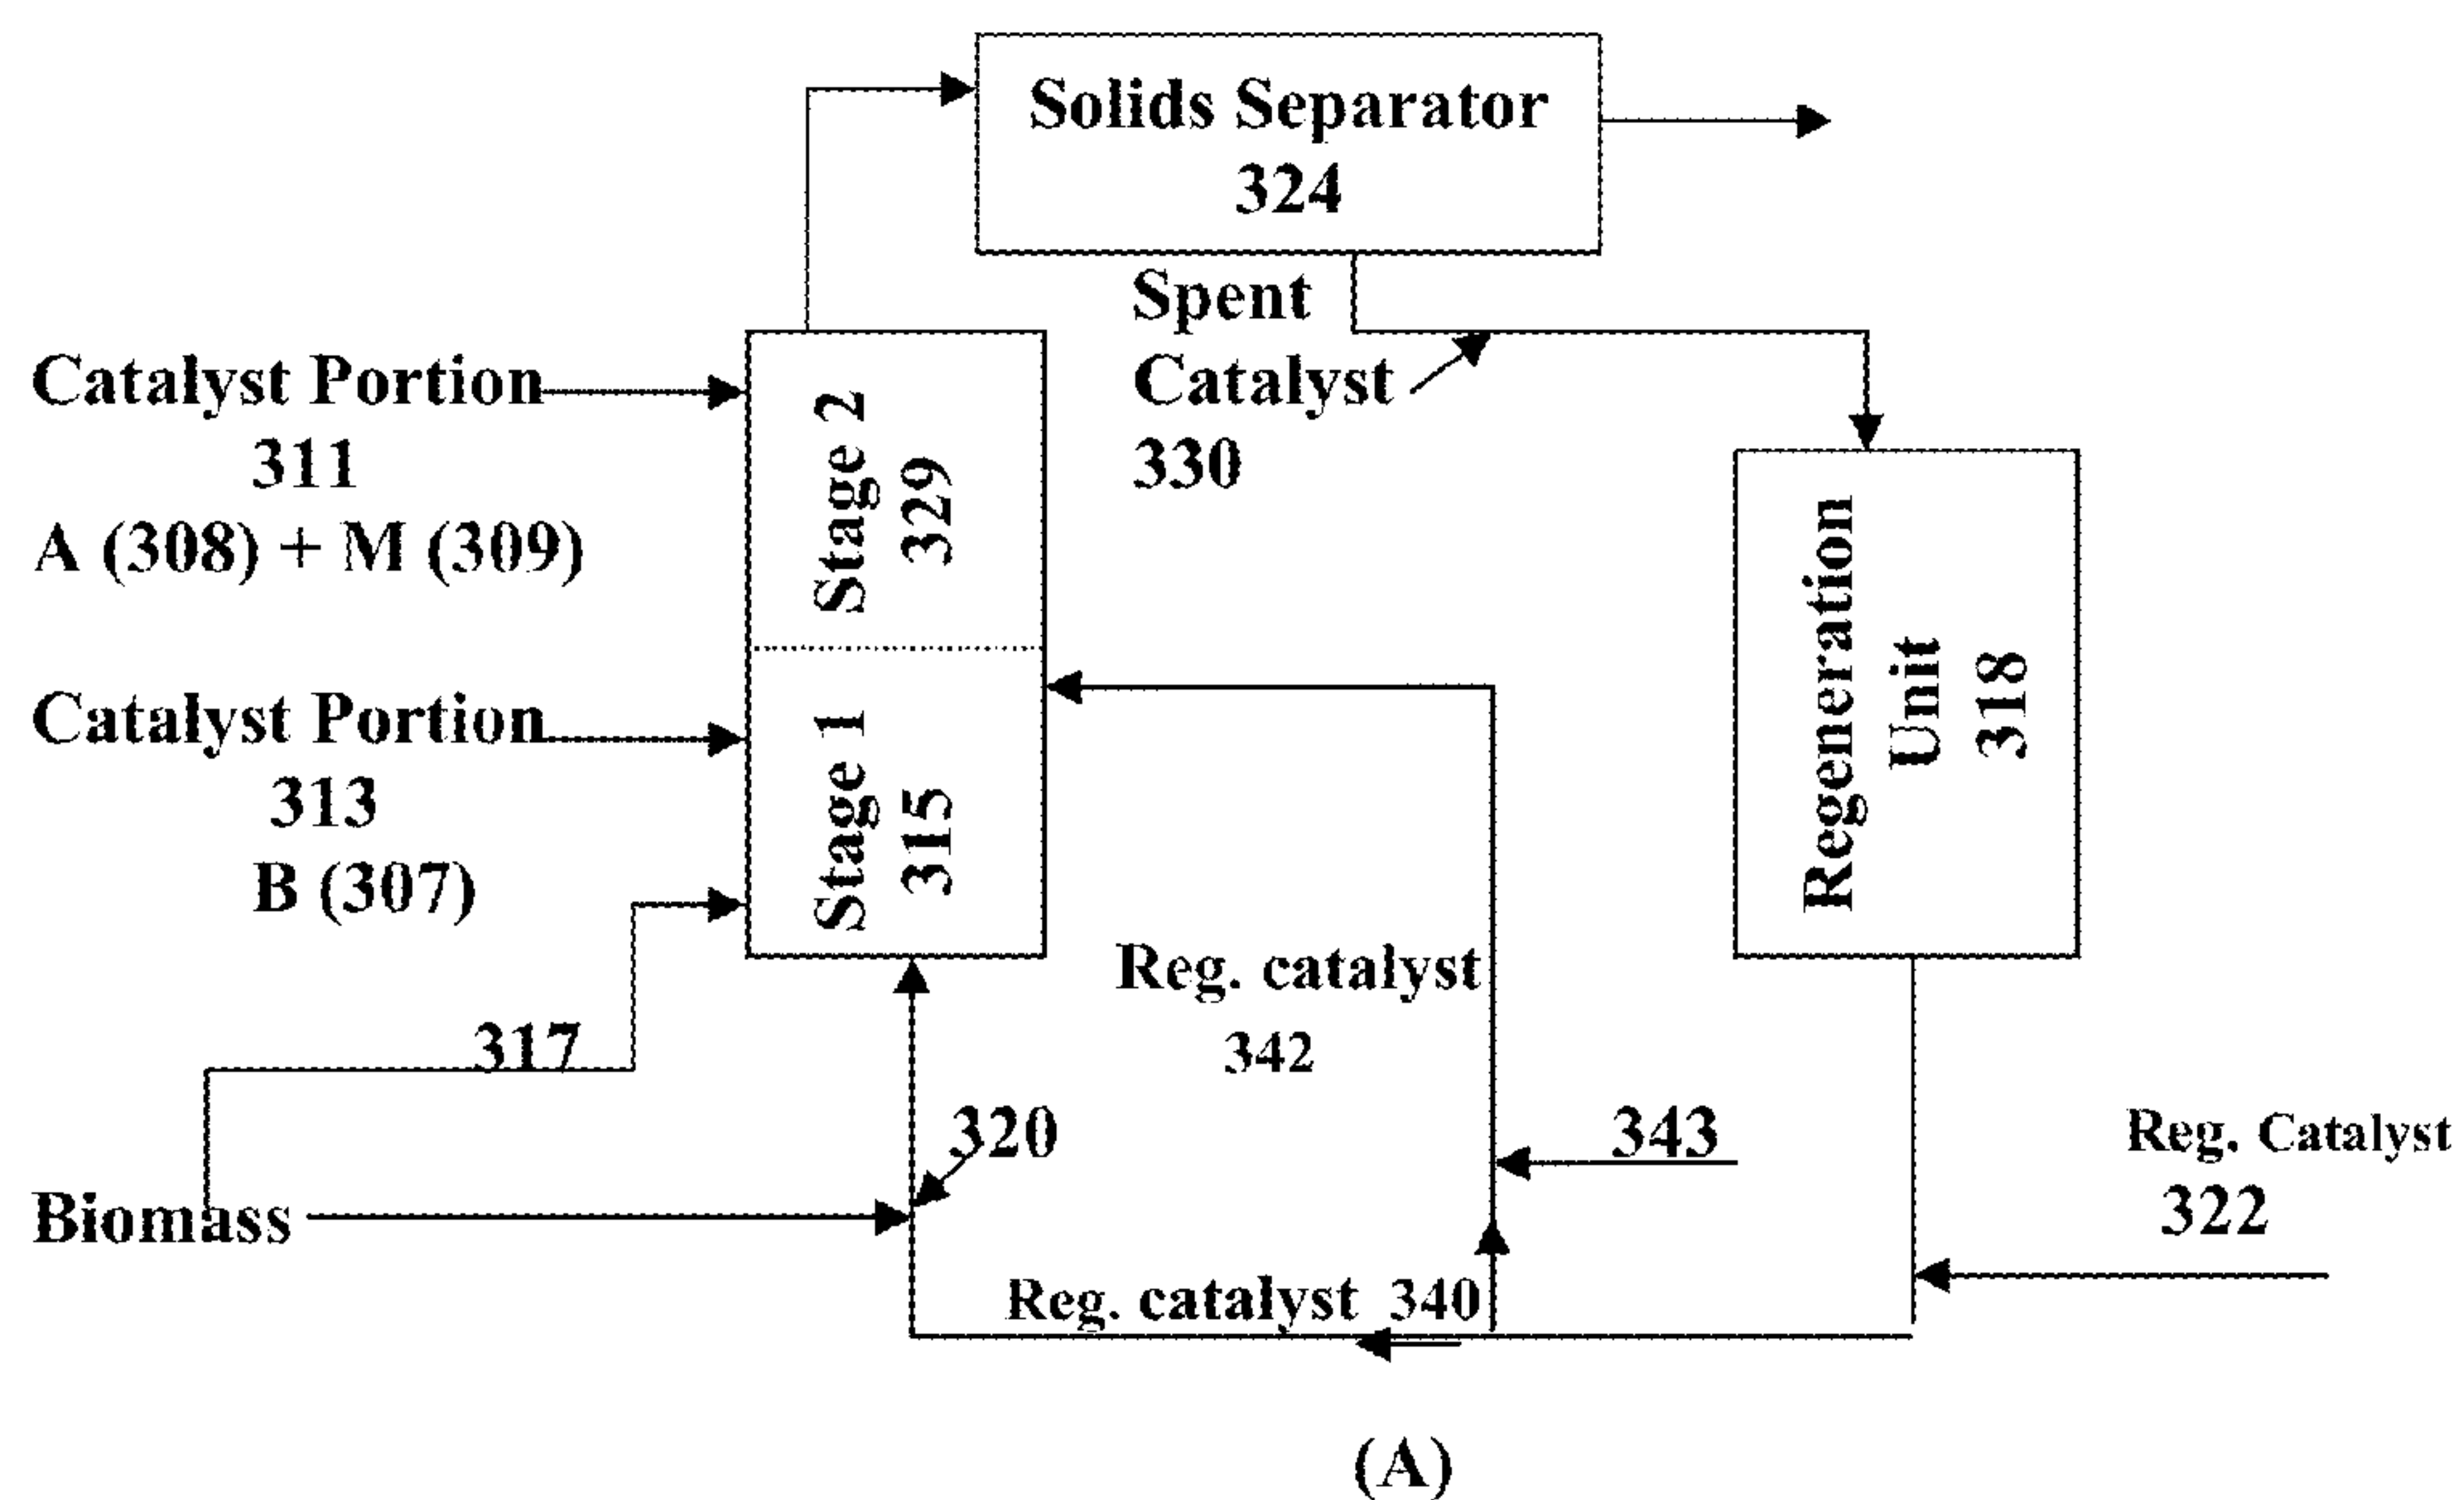 Solids Separator
324
Spent
Catalyst
330
Catalyst Portion
311
A (308) + M (309)
Stage 2
329
Catalyst Portion
313
B (307)
Stage 1
315
Regeneration
Unit
318
Reg. catalyst
342
317
320
343
Reg. Catalyst
322
Biomass
Reg. catalyst 340
(A)